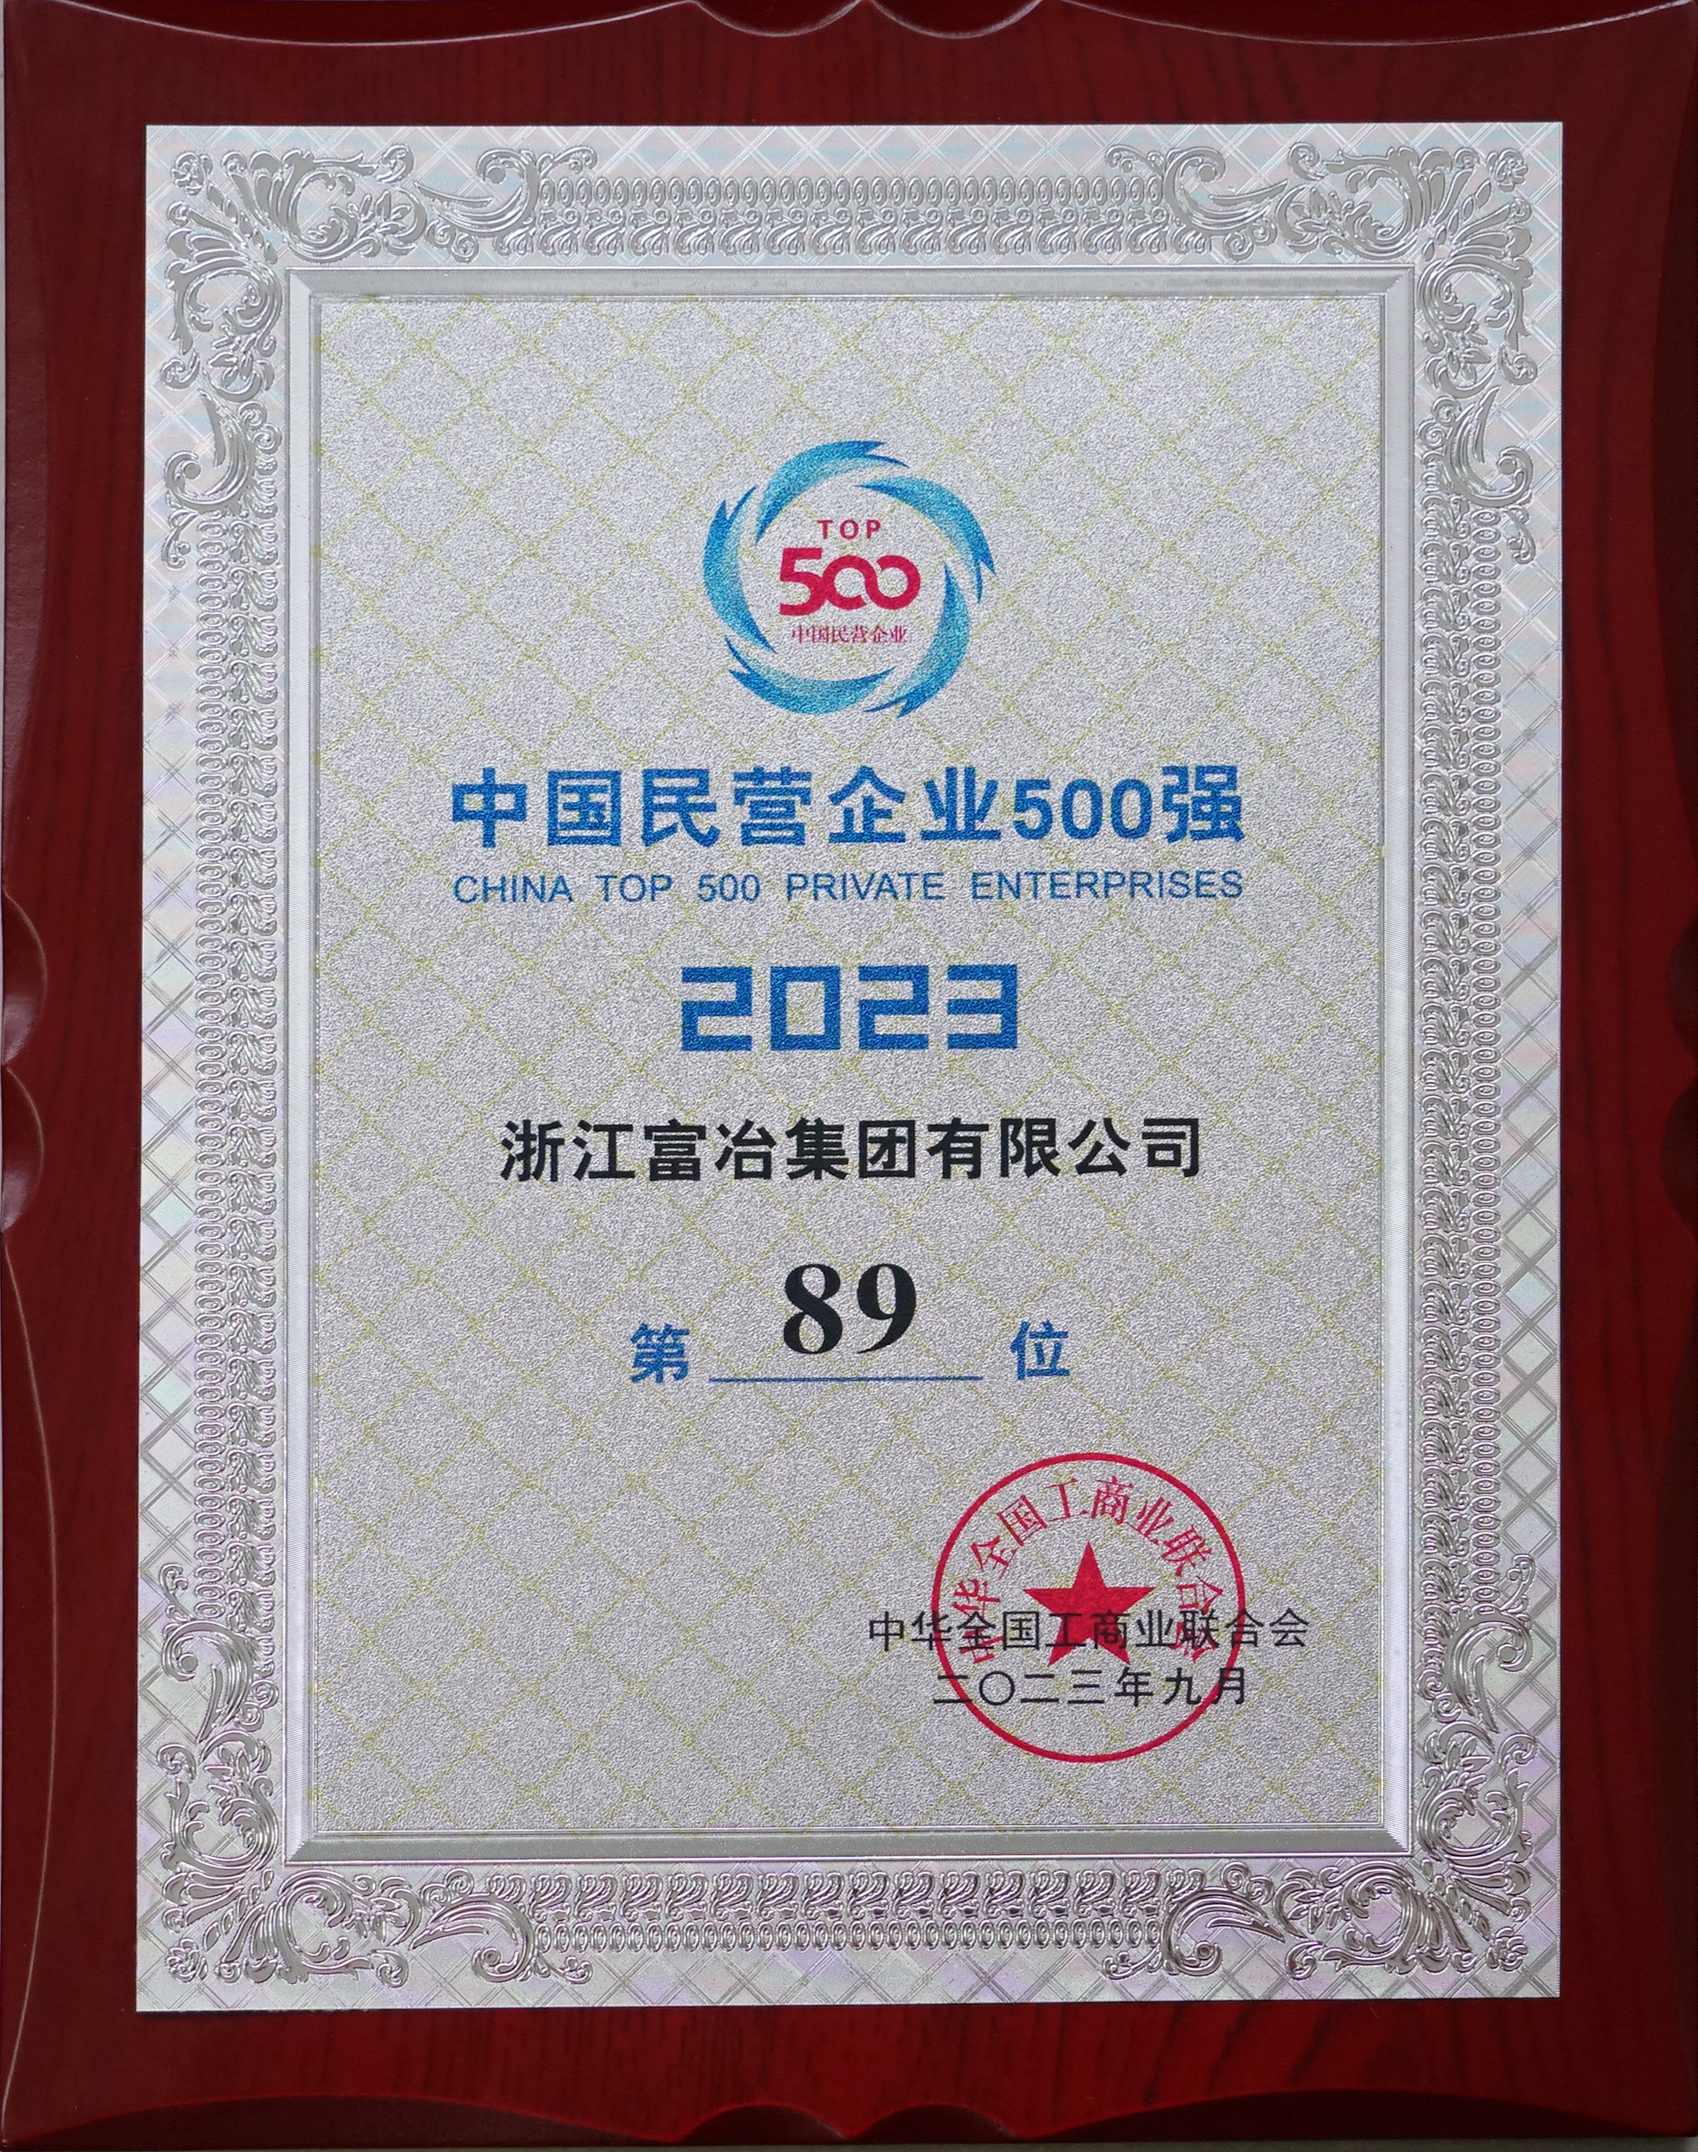 TOP
500
中国民营企业
中国民营企业500强
CHINA TOP 500 PRIVATE ENTERPRISES
2023
浙江富冶集团有限公司
第 89 位
中华全国工商业联合会
中华全国工商业联合会
二〇二三年九月